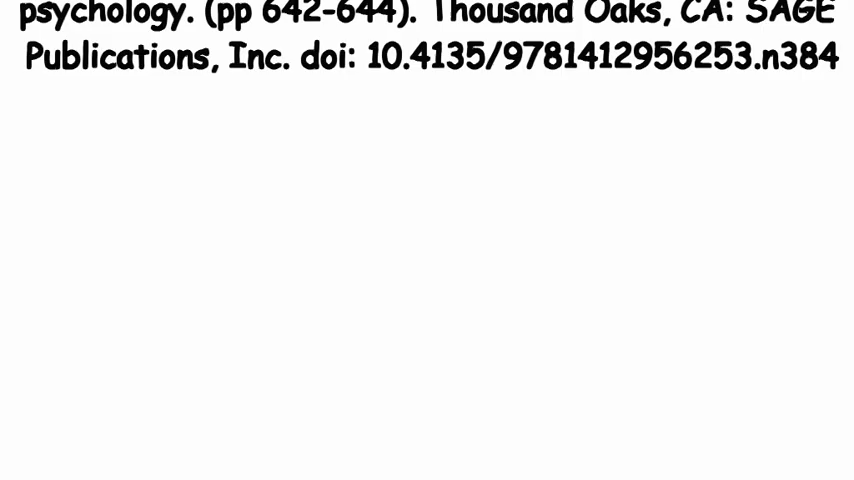 psychology. (pp 642-644). Thousand Oaks, CA: SAGE
Publications, Inc. doi: 10.4135/9781412956253.n384